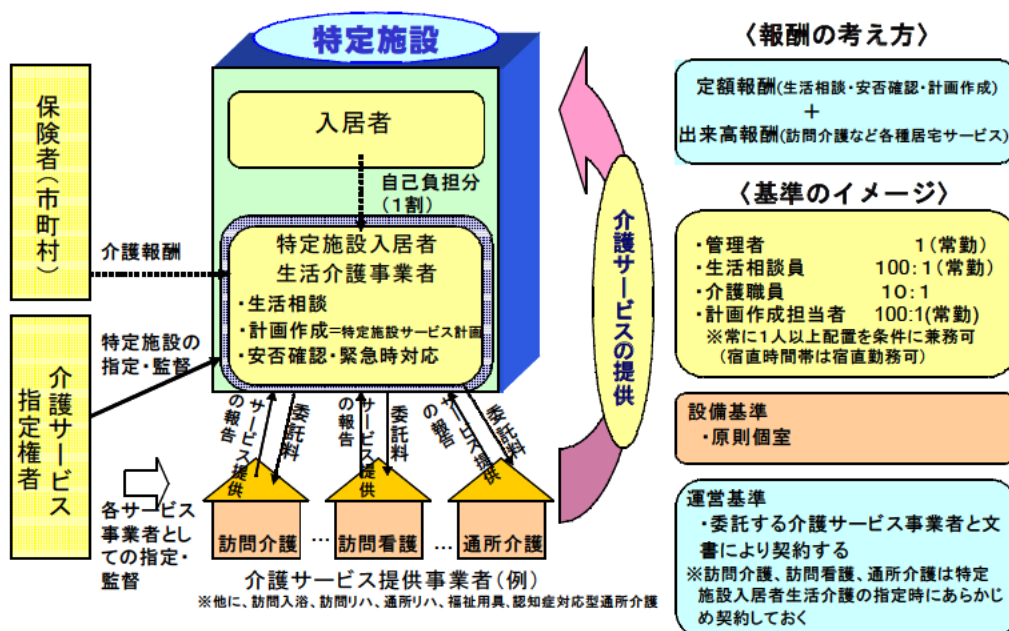 特定施設
保険者(市町村)
介護サービス
指定権者
入居者
自己負担分
(1割)
介護報酬
特定施設入居者
生活介護事業者
・生活相談
・計画作成=特定施設サービス計画
・安否確認・緊急時対応
特定施設の
指定・監督
各サービス
事業者とし
ての指定・
監督
サービス提供
の報告
委託料
サービス提供
の報告
委託料
サービス提供
の報告
委託料
訪問介護
…
訪問看護
…
通所介護
介護サービス提供事業者(例)
※他に、訪問入浴、訪問リハ、通所リハ、福祉用具、認知症対応型通所介護
介護サービスの提供
〈報酬の考え方〉
定額報酬(生活相談・安否確認・計画作成)
+
出来高報酬(訪問介護など各種居宅サービス)
〈基準のイメージ〉
・管理者 1(常勤)
・生活相談員 100:1(常勤)
・介護職員 10:1
・計画作成担当者 100:1(常勤)
※常に1人以上配置を条件に兼務可
(宿直時間帯は宿直勤務可)
設備基準
・原則個室
運営基準
・委託する介護サービス事業者と文
書により契約する
※訪問介護、訪問看護、通所介護は特定
施設入居者生活介護の指定時にあらかじ
め契約しておく